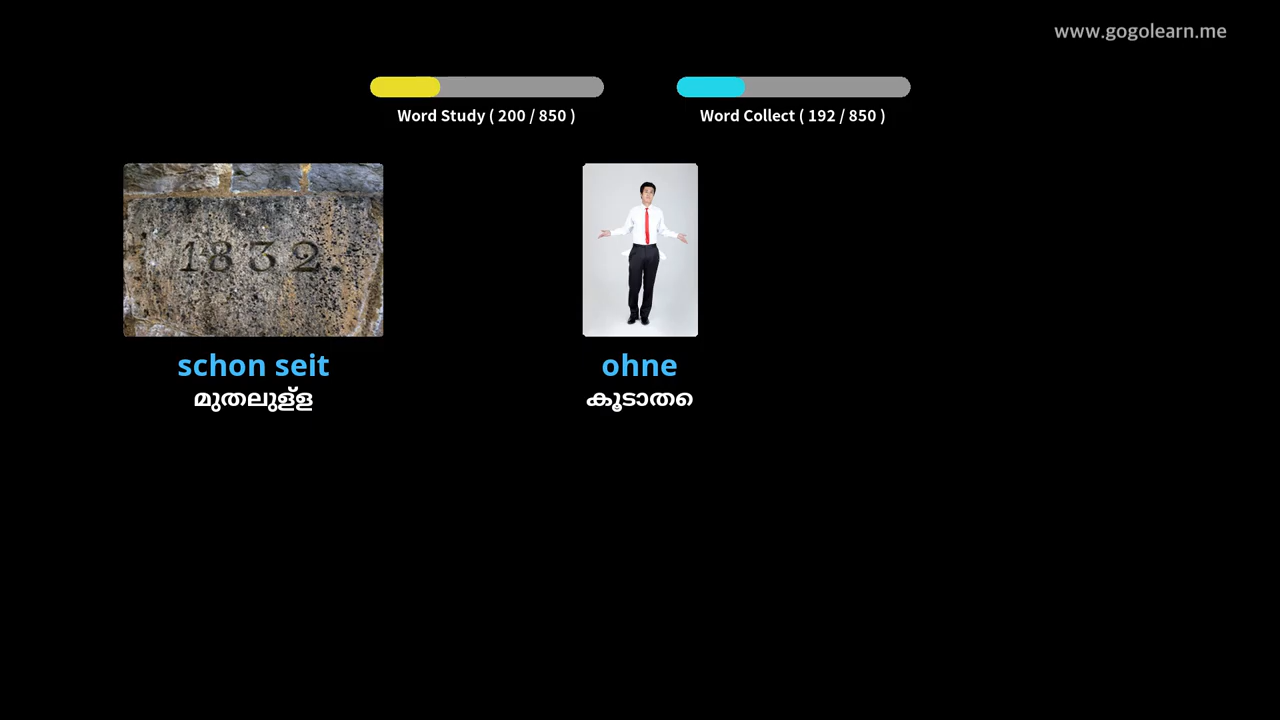 www.gogolearn.me
Word Study ( 200 / 850 )
Word Collect ( 192 / 850 )
1832.
schon seit
മുതലുള്ള
ohne
കൂടാതെ